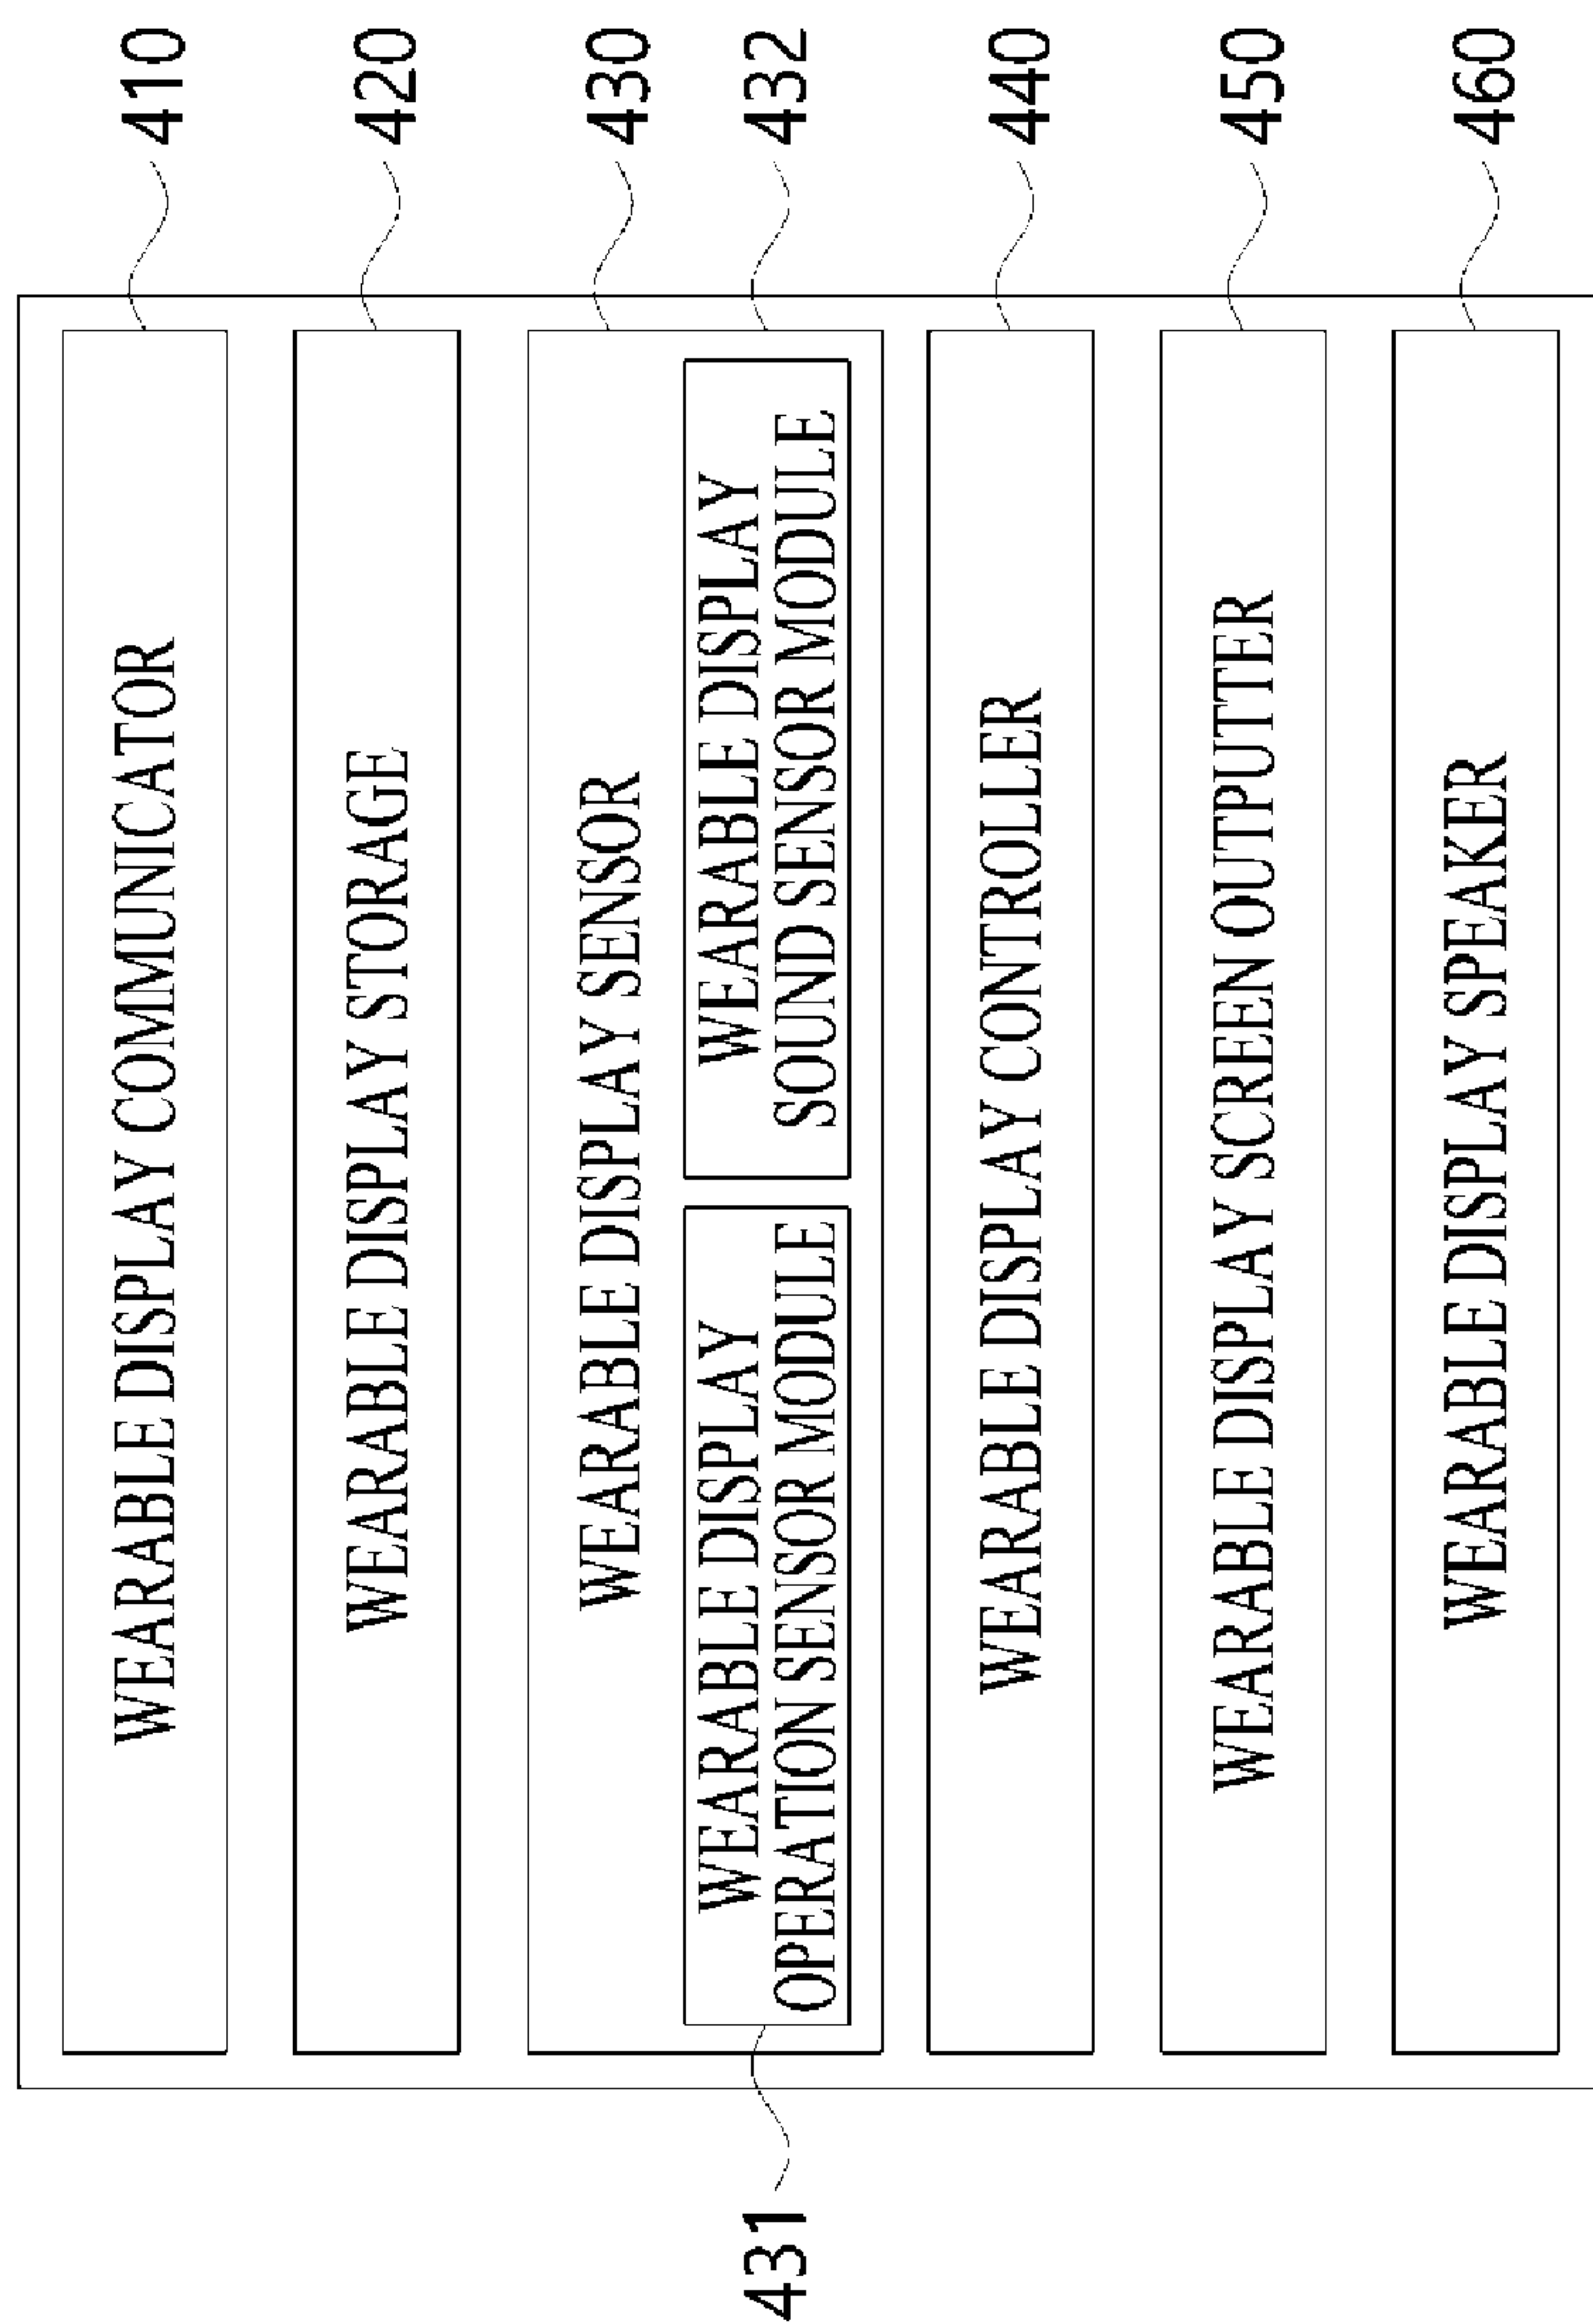 WEARABLE DISPLAY COMMUNICATOR
410
WEARABLE DISPLAY STORAGE
420
WEARABLE DISPLAY SENSOR
430
431
WEARABLE DISPLAY
OPERATION SENSOR MODULE
WEARABLE DISPLAY
SOUND SENSOR MODULE
432
WEARABLE DISPLAY CONTROLLER
440
WEARABLE DISPLAY SCREEN OUTPUTTER
450
WEARABLE DISPLAY SPEAKER
460